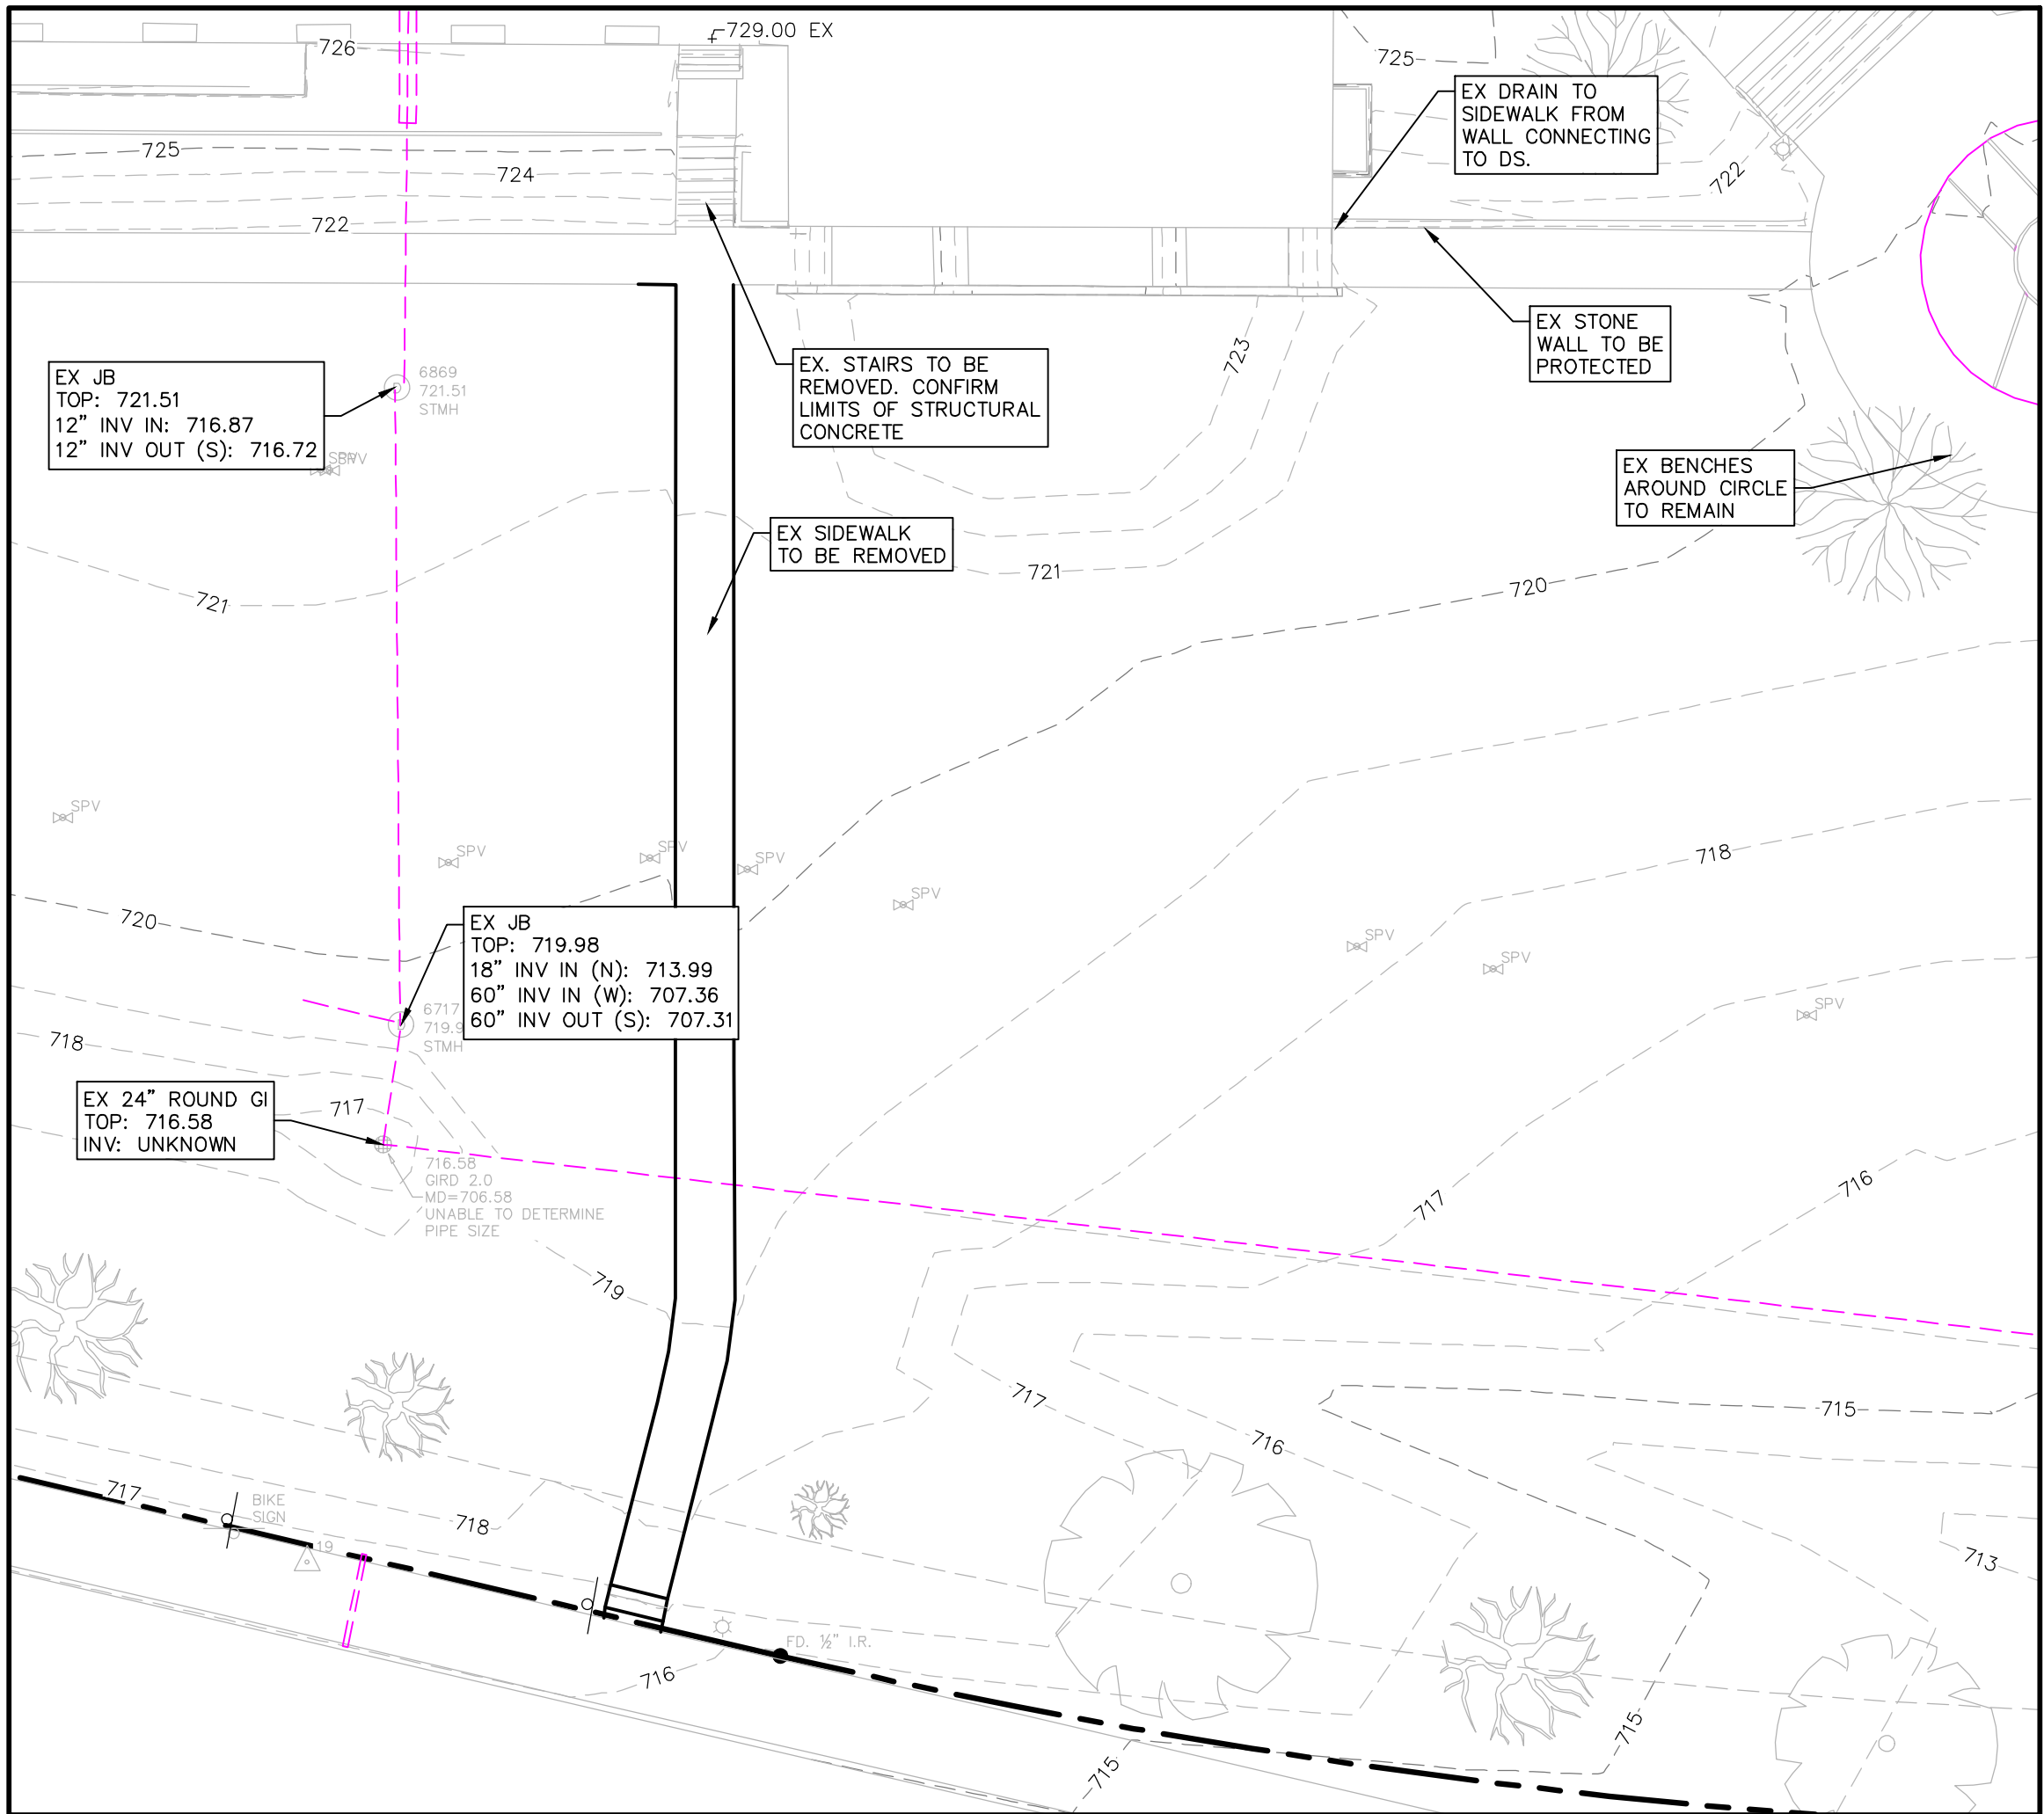 729.00 EX
726
725
EX DRAIN TO
SIDEWALK FROM
WALL CONNECTING
TO DS.
725
724
722
722
EX STONE
WALL TO BE
PROTECTED
EX. STAIRS TO BE
REMOVED. CONFIRM
LIMITS OF STRUCTURAL
CONCRETE
723
EX JB
TOP: 721.51
12" INV IN: 716.87
12" INV OUT (S): 716.72
6869
721.51
STMH
SPV
EX BENCHES
AROUND CIRCLE
TO REMAIN
EX SIDEWALK
TO BE REMOVED
721
721
720
SPV
SPV
SPV
SPV
SPV
718
720
EX JB
TOP: 719.98
18" INV IN (N): 713.99
60" INV IN (W): 707.36
60" INV OUT (S): 707.31
SPV
SPV
SPV
6717
719.9
STMH
718
EX 24" ROUND GI
TOP: 716.58
INV: UNKNOWN
717
716.58
GIRD 2.0
MD=706.58
UNABLE TO DETERMINE
PIPE SIZE
717
716
719
717
715
716
717
BIKE
SIGN
718
19
713
FD. ½" I.R.
716
715
715